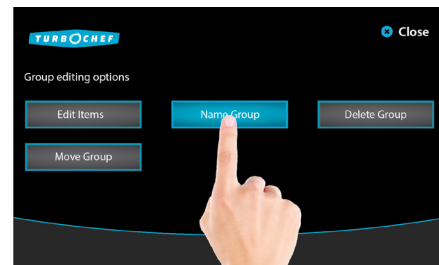 TURBOCHEF
Close
Group editing options
Edit Items
Name Group
Delete Group
Move Group